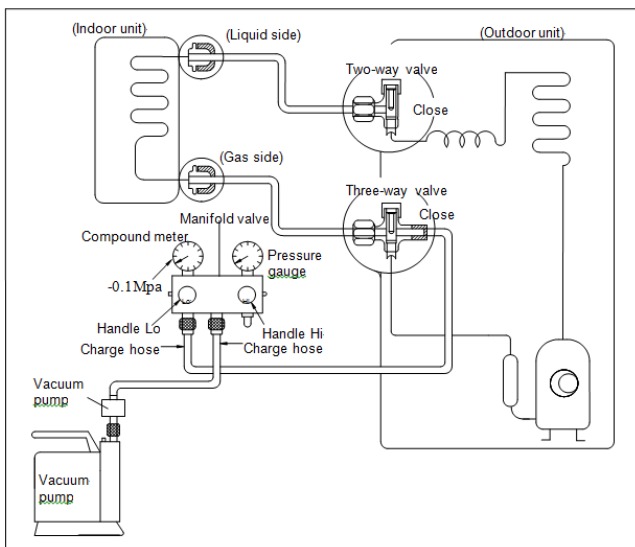 (Indoor unit)
(Liquid side)
(Outdoor unit)
Two-way valve
Close
(Gas side)
Three-way valve
Close
Manifold valve
Compound meter
Pressure
gauge
-0.1Mpa
Lo
Handle Lo
Handle Hi
Charge hose
Charge hose
Vacuum
pump
Vacuum
pump